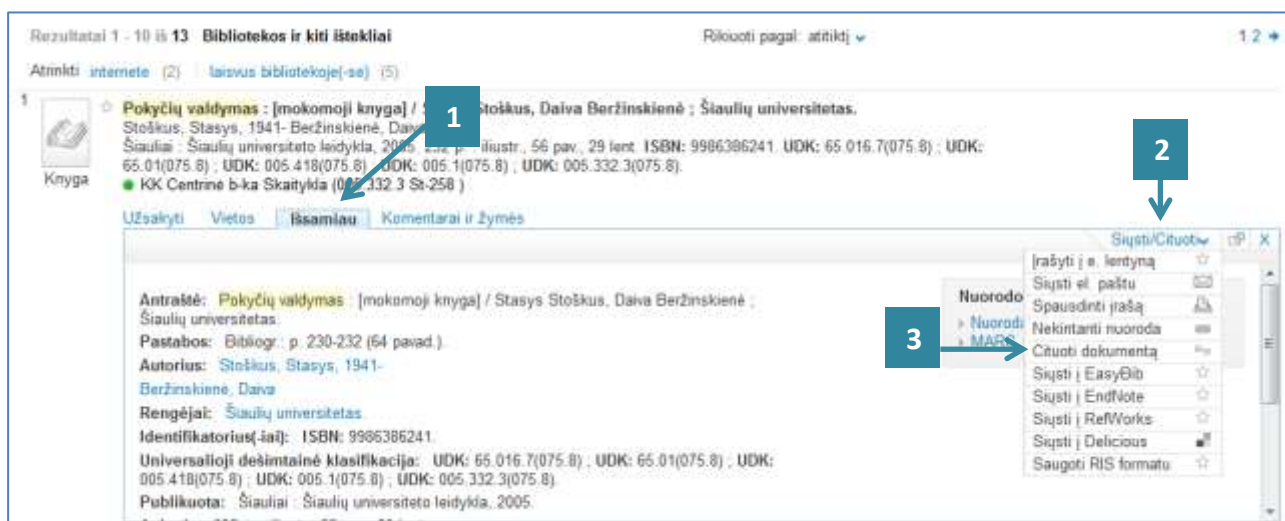 Rezultatai 1 - 10 iš 13 Bibliotekos ir kiti ištekliai Rikiuoti pagal: atitiktį 1 2
Atrinkti internete (2) laisvus bibliotekoje(-se) (5)
1
Pokyčių valdymas : [mokomoji knyga] / Stoškus, Daiva Beržinskienė ; Šiaulių universitetas.
1
Stoškus, Stasys, 1941- Beržinskienė,
Šiauliai : Šiaulių universiteto leidykla, 2005. 232 p. iliustr., 56 pav., 29 lent. ISBN: 9986386241. UDK: 65.016.7(075.8) ; UDK:
65.01(075.8) ; UDK: 005.418(075.8) ; UDK: 005.1(075.8) ; UDK: 005.332.3(075.8).
2
Knyga
KK Centrinė b-ka Skaitykla (005.332.3 St-258 )
Užsakyti Vietos Išsamiau Komentarai ir žymės
Siųsti/Cituoti X
Įrašyti į e. lentyną
Siųsti el. paštu
Spausdinti įrašą
Nekintanti nuoroda
Cituoti dokumentą
Siųsti į EasyBib
Siųsti į EndNote
Siųsti į RefWorks
Siųsti į Delicious
Saugoti RIS formatu
3
Antraštė: Pokyčių valdymas : [mokomoji knyga] / Stasys Stoškus, Daiva Beržinskienė ;
Šiaulių universitetas.
Pastabos: Bibliogr.: p. 230-232 (64 pavad.).
Autorius: Stoškus, Stasys, 1941-
Beržinskienė, Daiva
Rengėjai: Šiaulių universitetas
Identifikatorius(-iai): ISBN: 9986386241.
Universalioji dešimtainė klasifikacija: UDK: 65.016.7(075.8) ; UDK: 65.01(075.8) ; UDK:
005.418(075.8) ; UDK: 005.1(075.8) ; UDK: 005.332.3(075.8).
Publikuota: Šiauliai : Šiaulių universiteto leidykla, 2005.
Nuorodo
Nuorodi
MARC